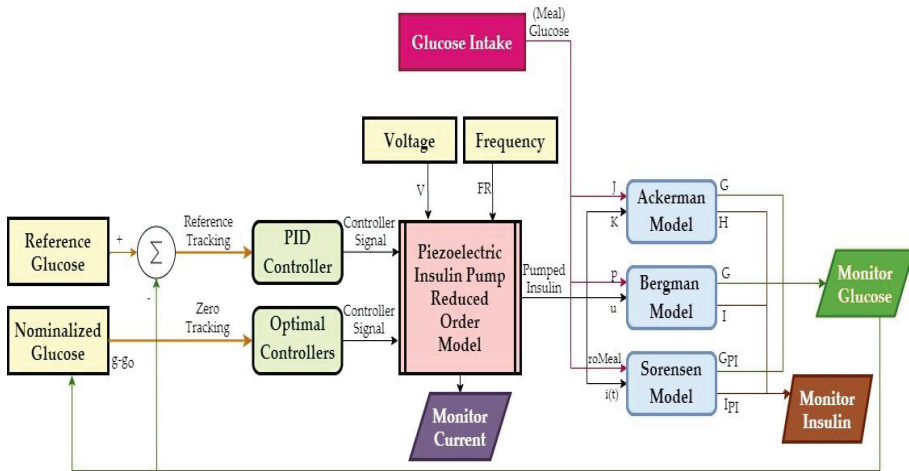 (Meal)
Glucose
Glucose Intake
Voltage
Frequency
V
FR
J
K
Ackerman
Model
G
H
Reference
Glucose
+
Σ
-
Reference
Tracking
PID
Controller
Controller
Signal
Piezoelectric
Insulin Pump
Reduced
Order
Model
Pumped
Insulin
p
u
Bergman
Model
G
I
Monitor
Glucose
Nominalized
Glucose
g-go
Zero
Tracking
Optimal
Controllers
Controller
Signal
roMeal
i(t)
Sorensen
Model
GPI
IPI
Monitor
Current
Monitor
Insulin